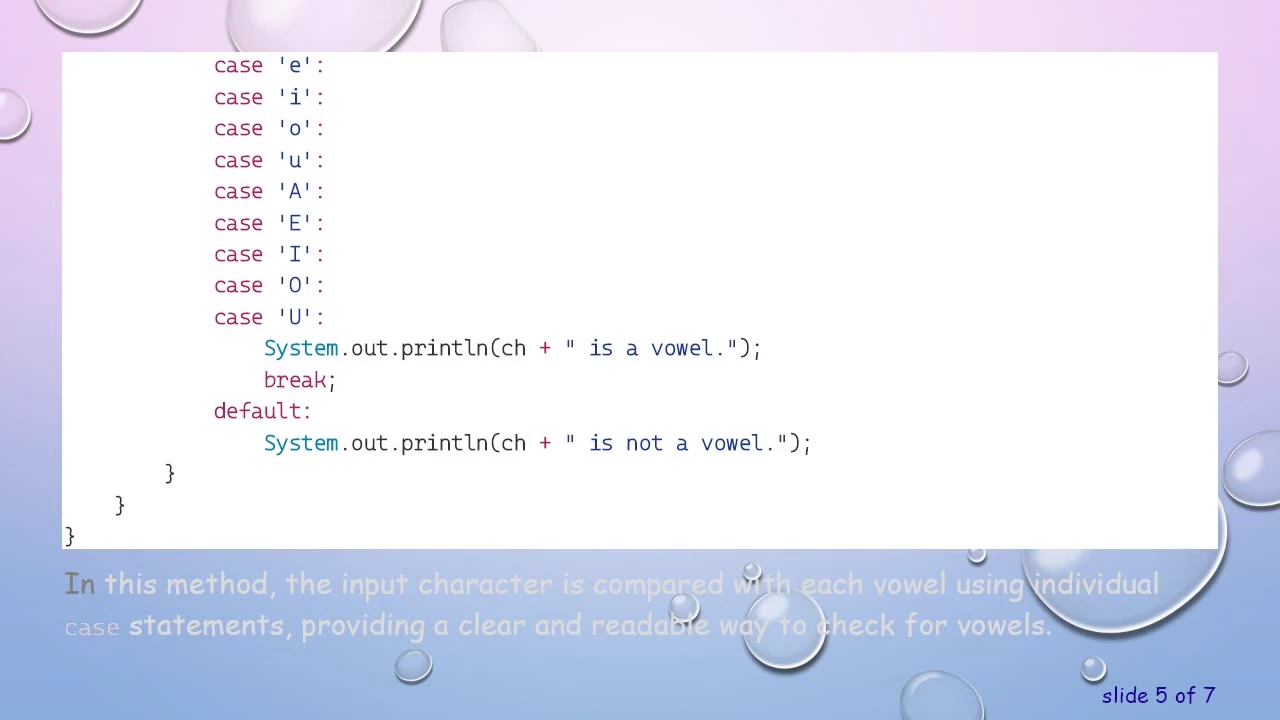 case 'e':
case 'i':
case 'o':
case 'u':
case 'A':
case 'E':
case 'I':
case 'O':
case 'U':
System.out.println(ch + " is a vowel.");
break;
default:
System.out.println(ch + " is not a vowel.");
}
}
}
In this method, the input character is compared with each vowel using individual
case statements, providing a clear and readable way to check for vowels.
slide 5 of 7